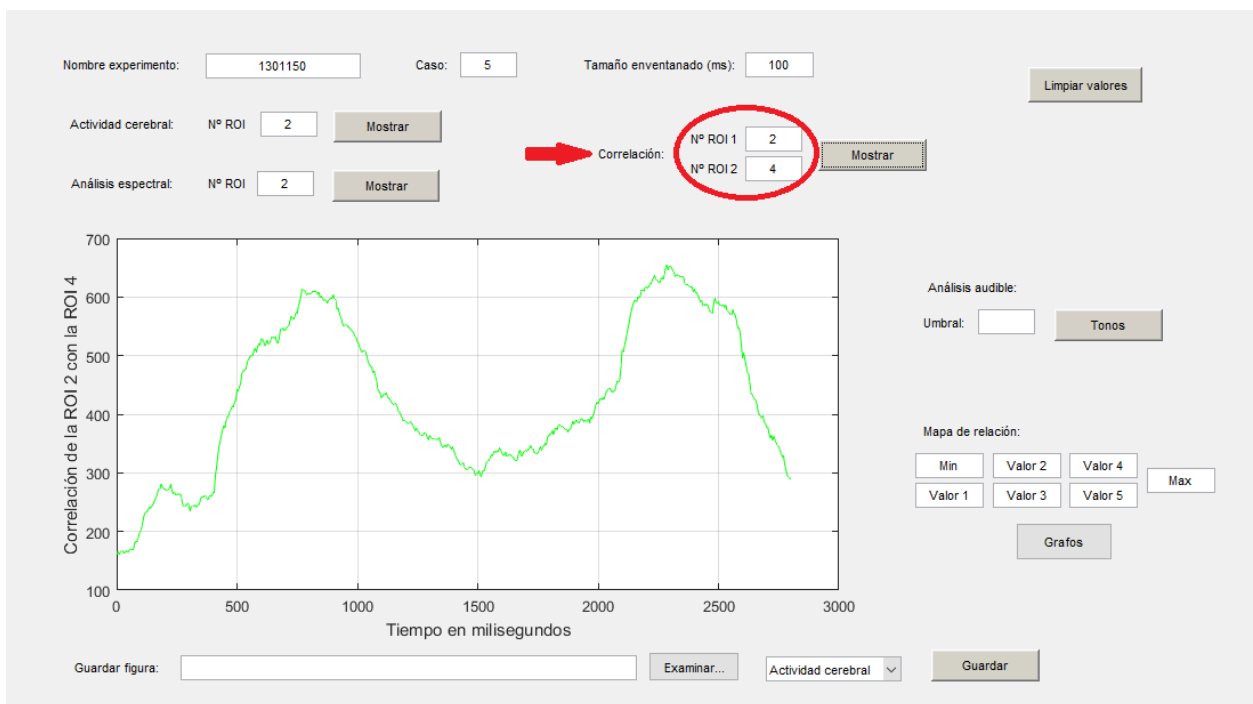 Nombre experimento: 1301150 Caso: 5 Tamaño enventanado (ms): 100
Limpiar valores
Actividad cerebral: Nº ROI 2 Mostrar
Análisis espectral: Nº ROI 2 Mostrar
Correlación:
Nº ROI 1 2
Nº ROI 2 4
Mostrar
Correlación de la ROI 2 con la ROI 4
700
600
500
400
300
200
100
0 500 1000 1500 2000 2500 3000
Tiempo en milisegundos
Análisis audible:
Umbral: Tonos
Mapa de relación:
Min Valor 2 Valor 4
Valor 1 Valor 3 Valor 5
Max
Grafos
Guardar figura: Examinar... Actividad cerebral Guardar